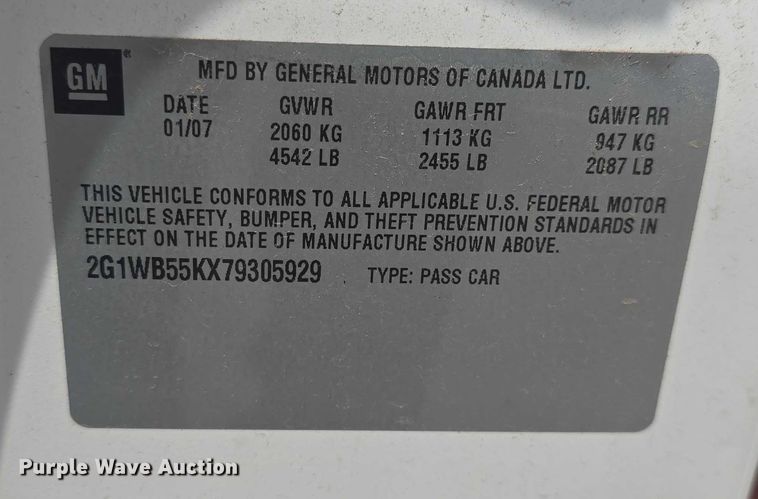 GM®
MFD BY GENERAL MOTORS OF CANADA LTD.
DATE GVWR GAWR FRT GAWR RR
01/07 2060 KG 1113 KG 947 KG
4542 LB 2455 LB 2087 LB
THIS VEHICLE CONFORMS TO ALL APPLICABLE U.S. FEDERAL MOTOR
VEHICLE SAFETY, BUMPER, AND THEFT PREVENTION STANDARDS IN
EFFECT ON THE DATE OF MANUFACTURE SHOWN ABOVE.
2G1WB55KX79305929 TYPE: PASS CAR
Purple Wave Auction